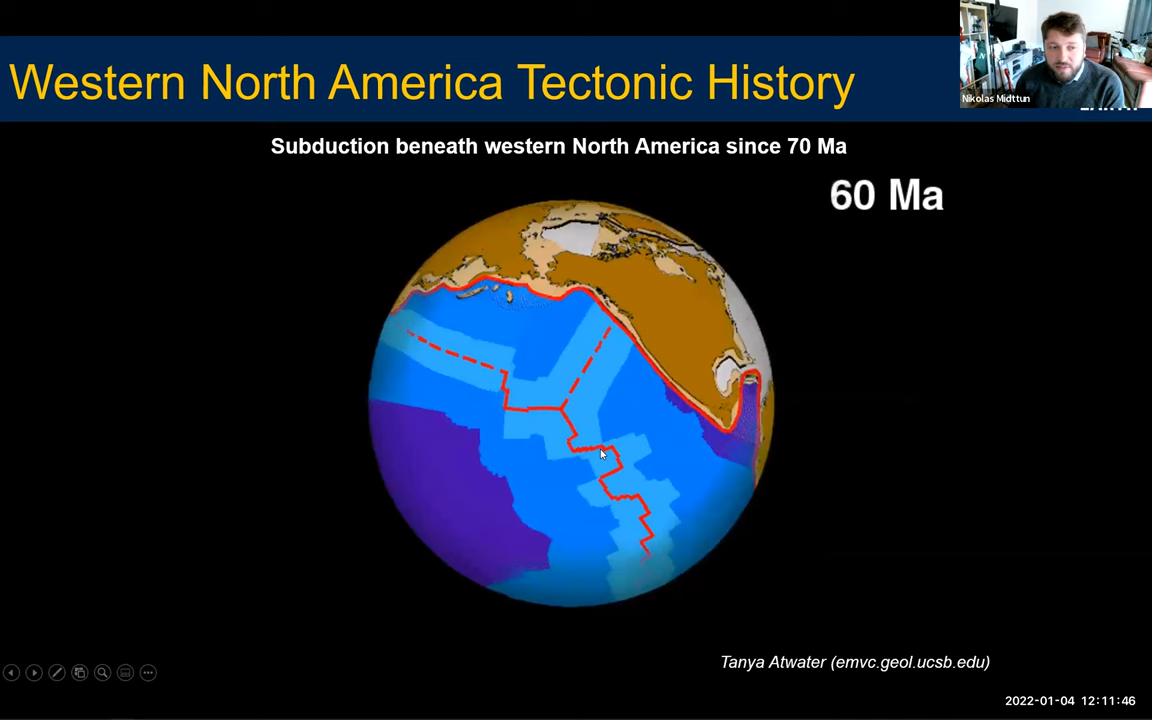 Western North America Tectonic History
Nikolas Midttun
Subduction beneath western North America since 70 Ma
60 Ma
Tanya Atwater (emvc.geol.ucsb.edu)
2022-01-04 12:11:46